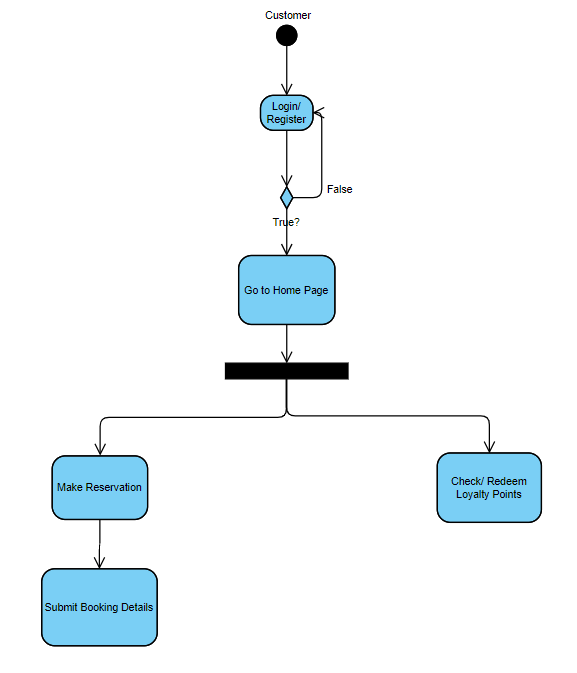 Customer
Login/
Register
False
True?
Go to Home Page
Make Reservation
Check/ Redeem
Loyalty Points
Submit Booking Details